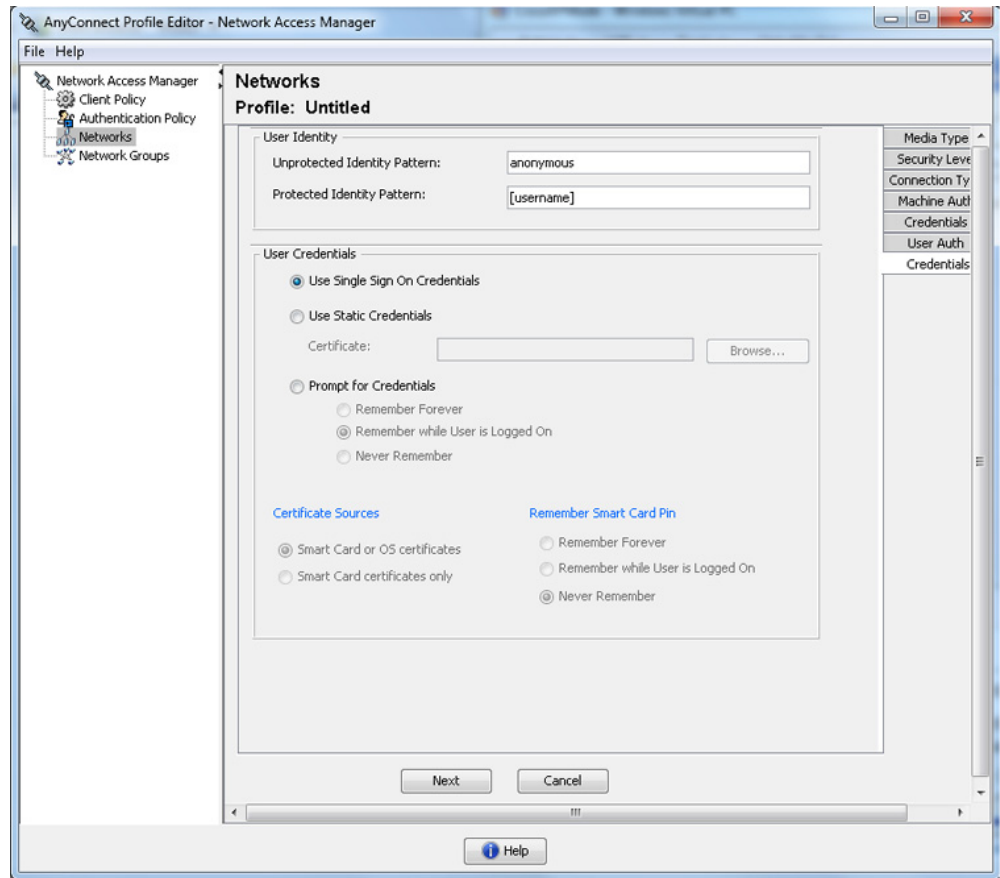 AnyConnect Profile Editor - Network Access Manager
File Help
Network Access Manager
Client Policy
Authentication Policy
Networks
Network Groups
Networks
Profile: Untitled
User Identity
Unprotected Identity Pattern:
anonymous
Protected Identity Pattern:
[username]
User Credentials
Use Single Sign On Credentials
Use Static Credentials
Certificate:
Browse...
Prompt for Credentials
Remember Forever
Remember while User is Logged On
Never Remember
Certificate Sources
Smart Card or OS certificates
Smart Card certificates only
Remember Smart Card Pin
Remember Forever
Remember while User is Logged On
Never Remember
Media Type
Security Leve
Connection Ty
Machine Auth
Credentials
User Auth
Credentials
Next
Cancel
Help